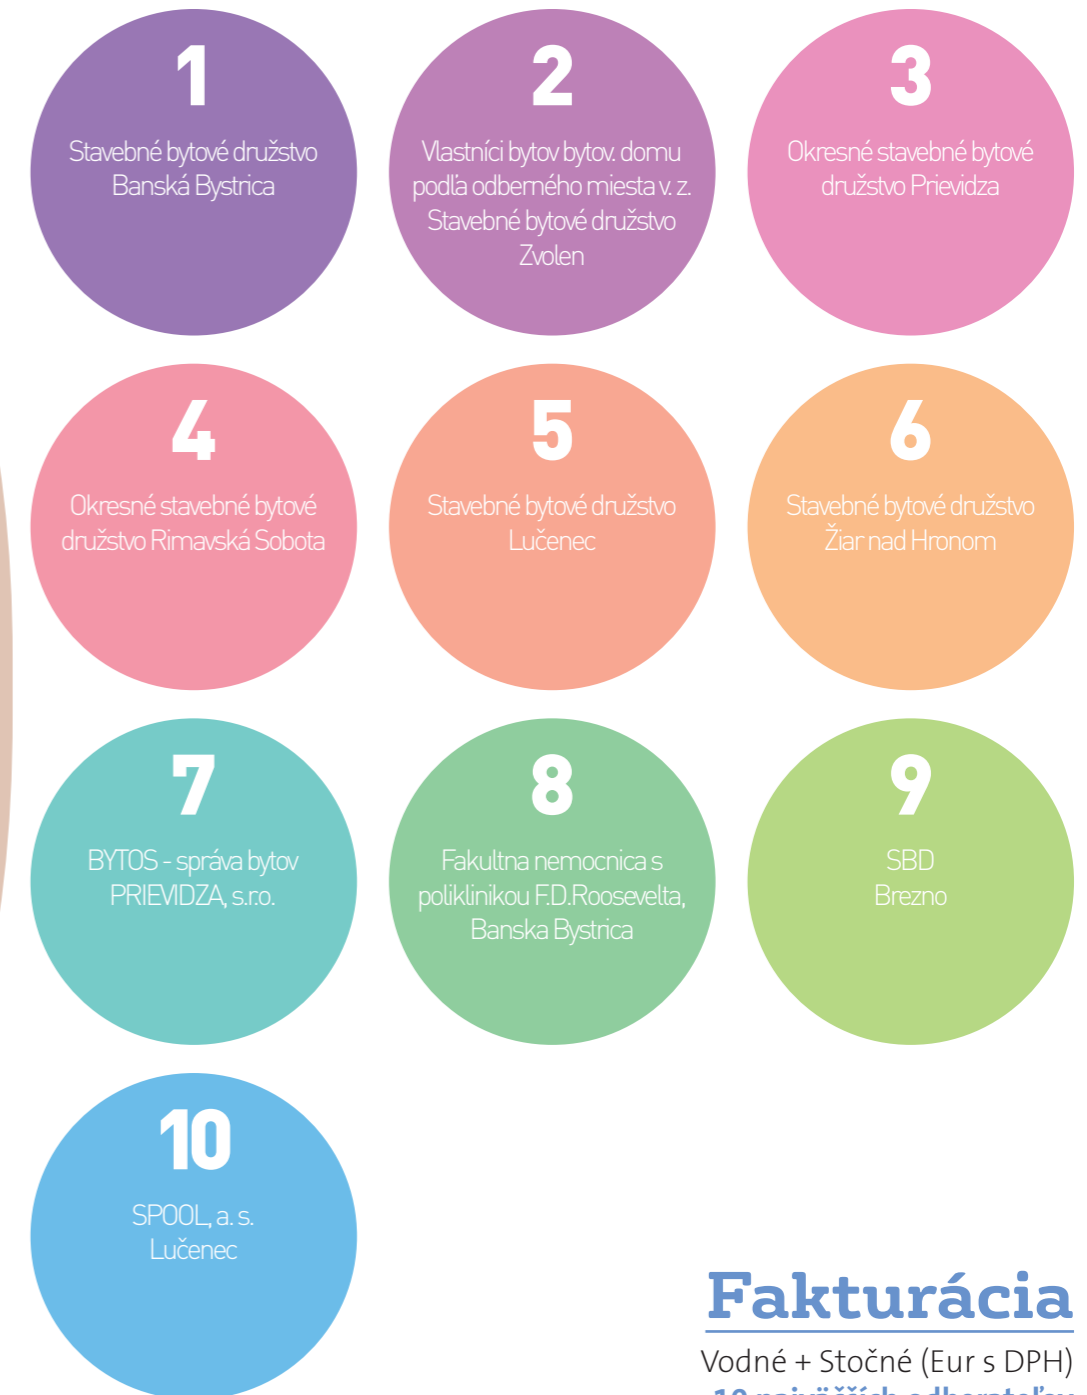 1
Stavebné bytové družstvo
Banská Bystrica
2
Vlastníci bytov bytov. domu
podľa odberného miesta v. z.
Stavebné bytové družstvo
Zvolen
3
Okresné stavebné bytové
družstvo Prievidza
4
Okresné stavebné bytové
družstvo Rimavská Sobota
5
Stavebné bytové družstvo
Lučenec
6
Stavebné bytové družstvo
Žiar nad Hronom
7
BYTOS - správa bytov
PRIEVIDZA, s.r.o.
8
Fakultna nemocnica s
poliklinikou F.D.Roosevelta,
Banska Bystrica
9
SBD
Brezno
10
SPOOL, a. s.
Lučenec
Fakturácia
Vodné + Stočné (Eur s DPH)
10 najväčších odberateľov